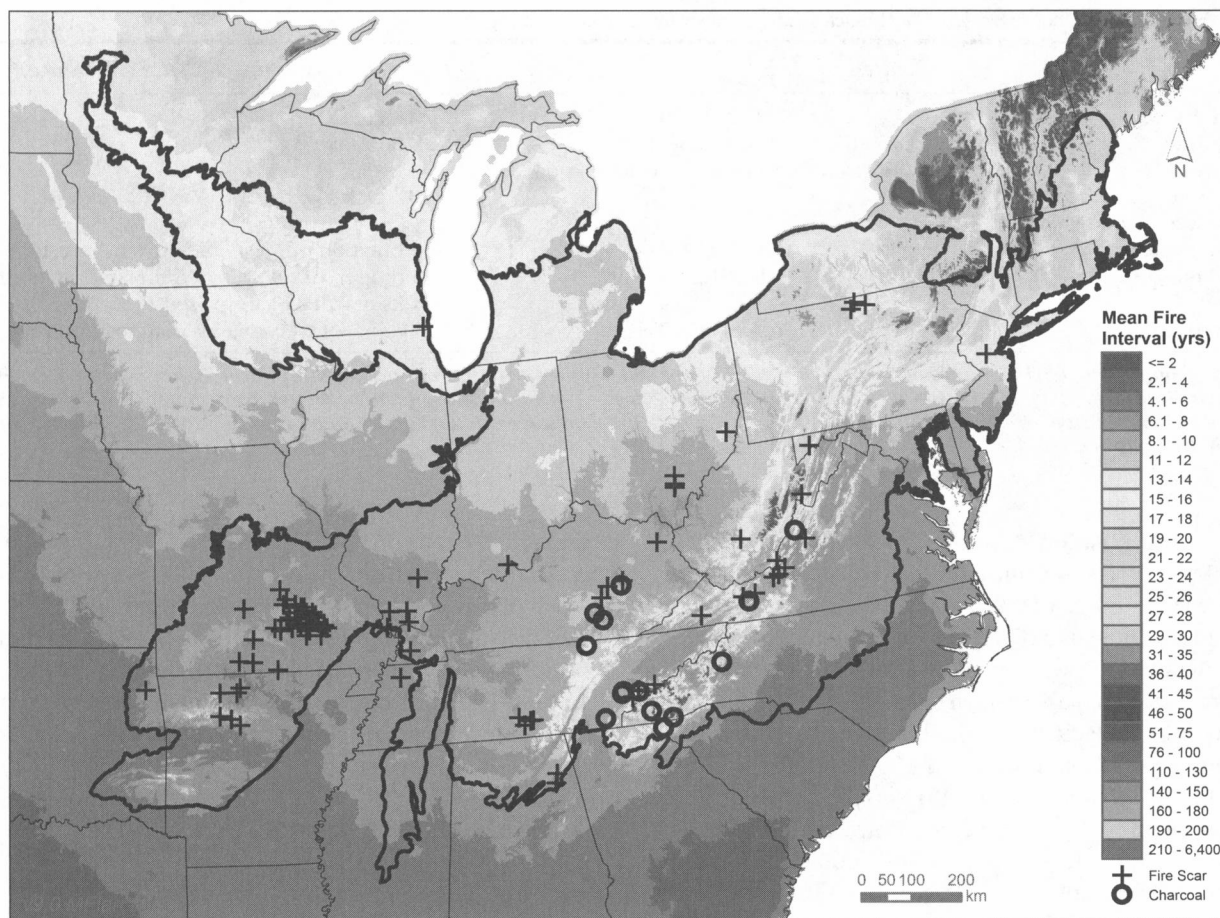 N
Mean Fire
Interval (yrs)
<= 2
2.1 - 4
4.1 - 6
6.1 - 8
8.1 - 10
11 - 12
13 - 14
15 - 16
17 - 18
19 - 20
21 - 22
23 - 24
25 - 26
27 - 28
29 - 30
31 - 35
36 - 40
41 - 45
46 - 50
51 - 75
76 - 100
110 - 130
140 - 150
160 - 180
190 - 200
210 - 6,400
Fire Scar
Charcoal
0 50 100 200
km